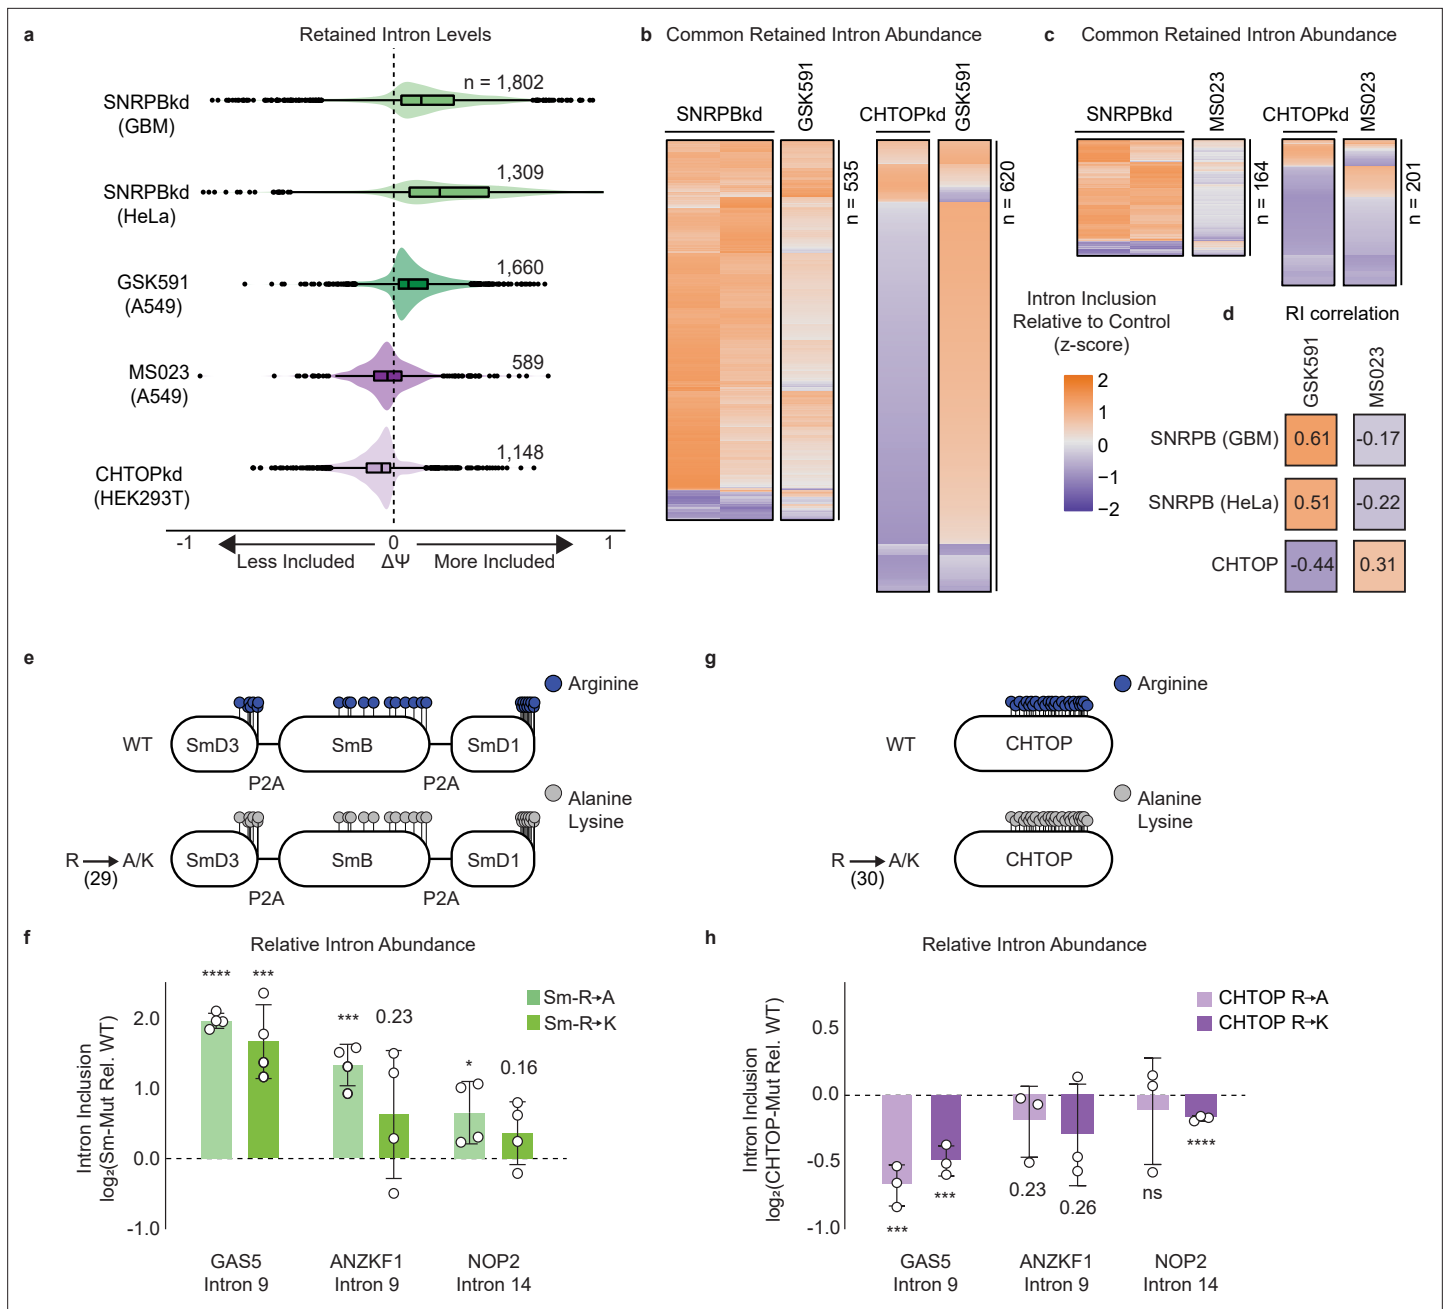 a
Retained Intron Levels
n = 1,802
SNRPBkd
(GBM)
1,309
SNRPBkd
(HeLa)
1,660
GSK591
(A549)
589
MS023
(A549)
1,148
CHTOPkd
(HEK293T)
-1
0
1
Less Included
ΔΨ
More Included
b
Common Retained Intron Abundance
SNRPBkd
GSK591
n = 535
CHTOPkd
GSK591
n = 620
c
Common Retained Intron Abundance
SNRPBkd
MS023
n = 164
CHTOPkd
MS023
n = 201
Intron Inclusion
Relative to Control
(z-score)
2
1
0
−1
−2
d
RI correlation
GSK591
MS023
SNRPB (GBM)
0.61
-0.17
SNRPB (HeLa)
0.51
-0.22
CHTOP
-0.44
0.31
e
Arginine
WT
SmD3
SmB
SmD1
P2A
P2A
Alanine
Lysine
R
A/K
(29)
SmD3
SmB
SmD1
P2A
P2A
g
Arginine
WT
CHTOP
Alanine
Lysine
R
A/K
(30)
CHTOP
f
Relative Intron Abundance
Intron Inclusion
log₂(Sm-Mut Rel. WT)
2.0
1.0
0.0
-1.0
****
***
***
0.23
*
0.16
Sm-R→A
Sm-R→K
GAS5
Intron 9
ANZKF1
Intron 9
NOP2
Intron 14
h
Relative Intron Abundance
Intron Inclusion
log₂(CHTOP-Mut Rel. WT)
0.5
0.0
-0.5
-1.0
CHTOP R→A
CHTOP R→K
***
***
0.23
0.26
ns
****
GAS5
Intron 9
ANZKF1
Intron 9
NOP2
Intron 14